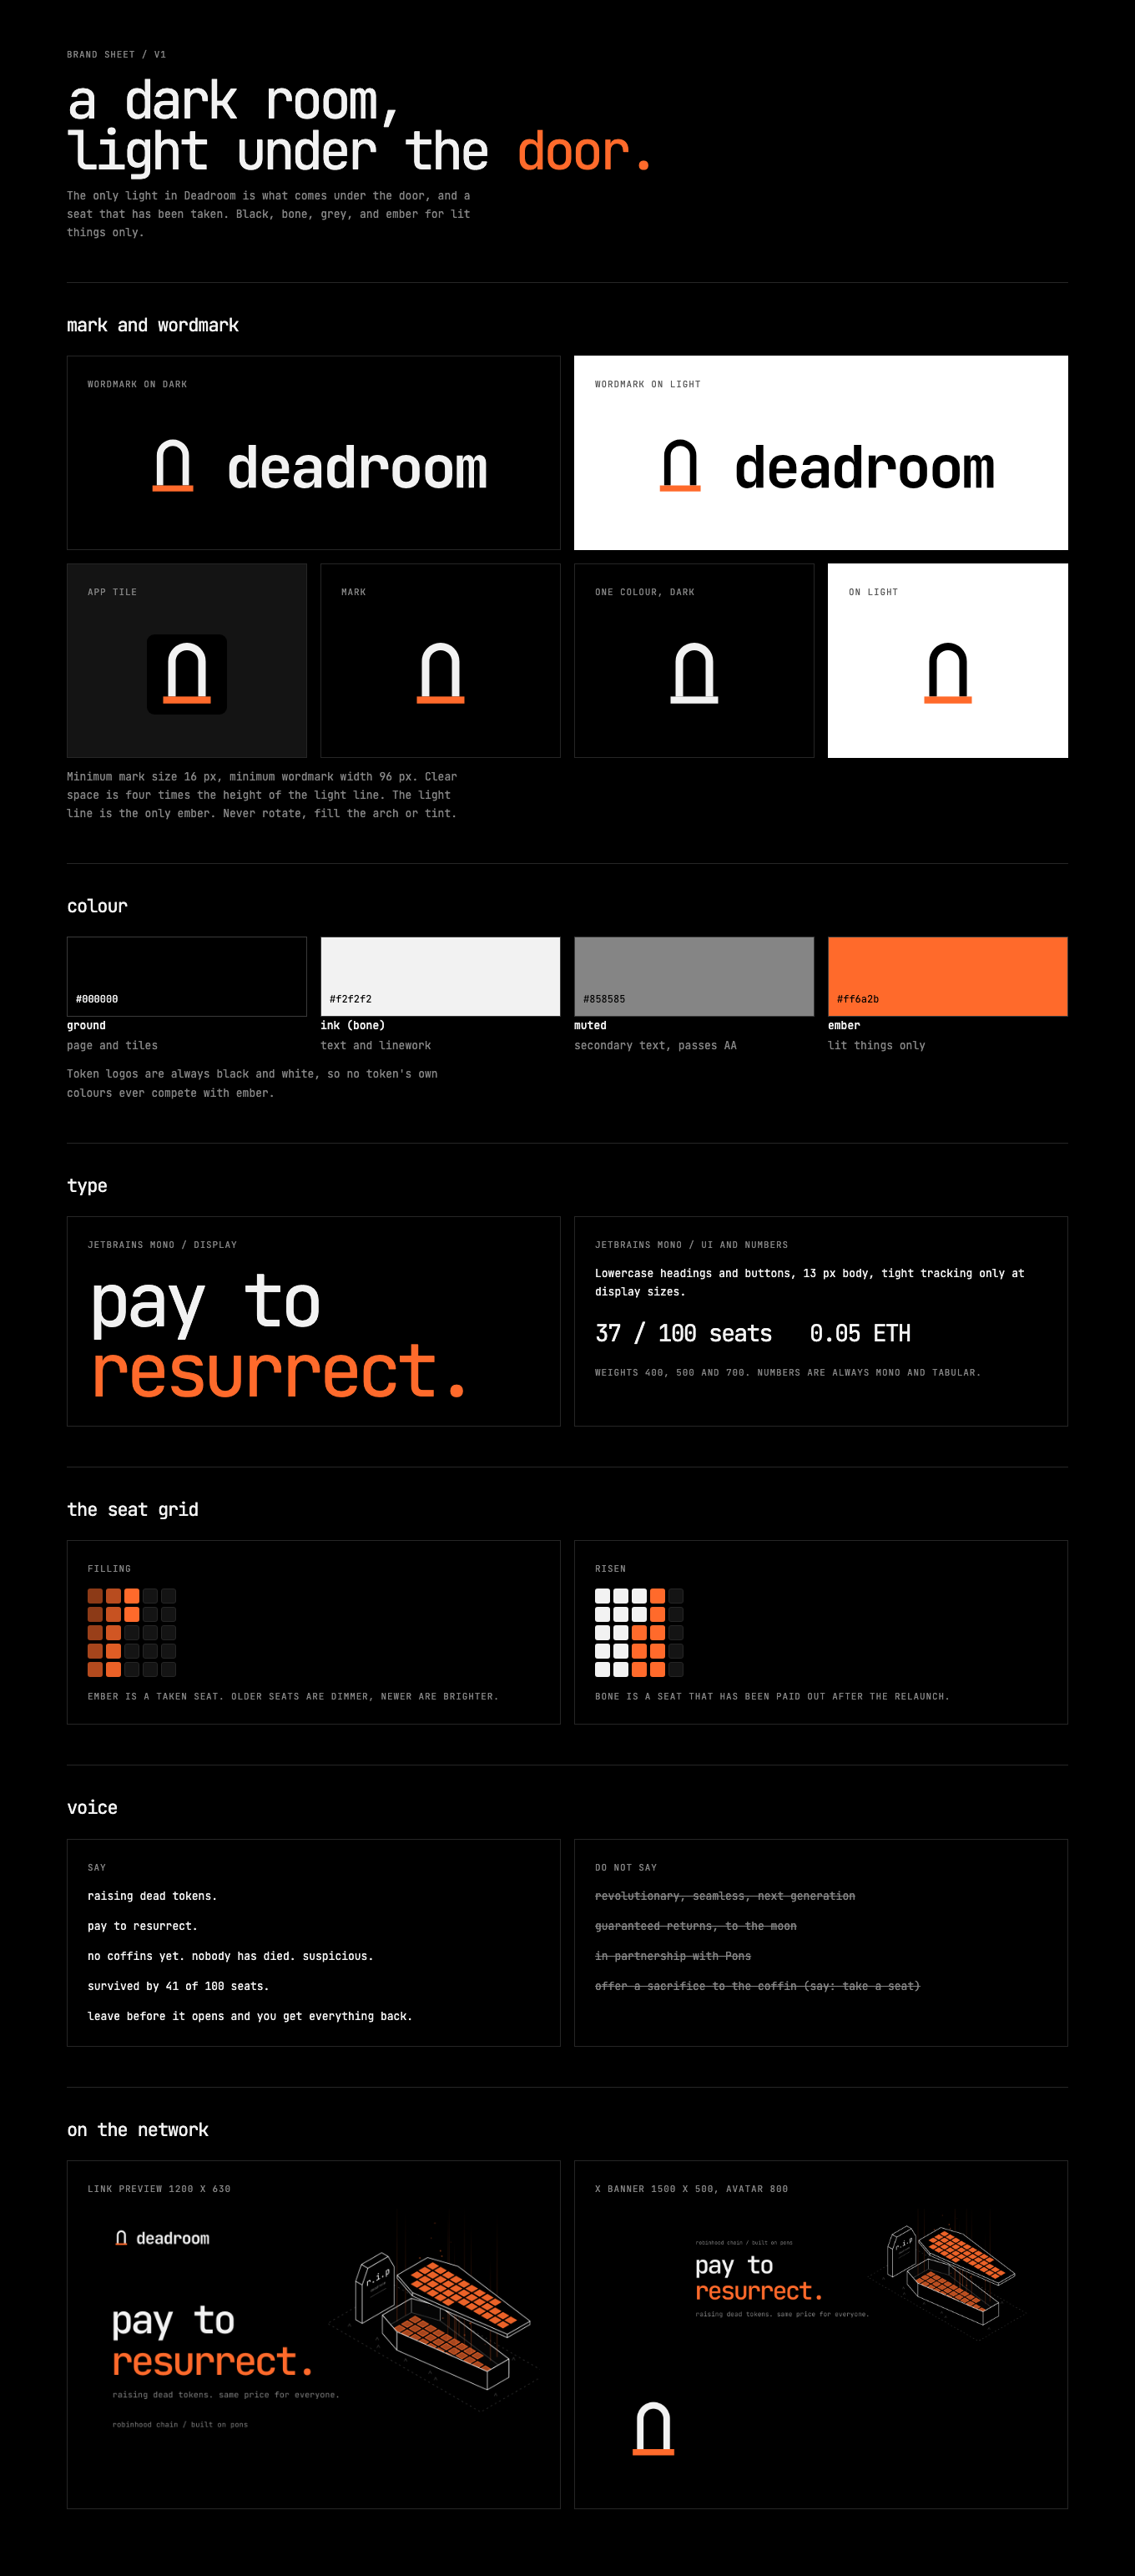 BRAND SHEET / V1
a dark room,
light under the door.
The only light in Deadroom is what comes under the door, and a
seat that has been taken. Black, bone, grey, and ember for lit
things only.
mark and wordmark
WORDMARK ON DARK
deadroom
WORDMARK ON LIGHT
deadroom
APP TILE
MARK
ONE COLOUR, DARK
ON LIGHT
Minimum mark size 16 px, minimum wordmark width 96 px. Clear
space is four times the height of the light line. The light
line is the only ember. Never rotate, fill the arch or tint.
colour
#000000
#f2f2f2
#858585
#ff6a2b
ground
ink (bone)
muted
ember
page and tiles
text and linework
secondary text, passes AA
lit things only
Token logos are always black and white, so no token's own
colours ever compete with ember.
type
JETBRAINS MONO / DISPLAY
pay to
resurrect.
JETBRAINS MONO / UI AND NUMBERS
Lowercase headings and buttons, 13 px body, tight tracking only at
display sizes.
37 / 100 seats 0.05 ETH
WEIGHTS 400, 500 AND 700. NUMBERS ARE ALWAYS MONO AND TABULAR.
the seat grid
FILLING
EMBER IS A TAKEN SEAT. OLDER SEATS ARE DIMMER, NEWER ARE BRIGHTER.
RISEN
BONE IS A SEAT THAT HAS BEEN PAID OUT AFTER THE RELAUNCH.
voice
SAY
raising dead tokens.
pay to resurrect.
no coffins yet. nobody has died. suspicious.
survived by 41 of 100 seats.
leave before it opens and you get everything back.
DO NOT SAY
revolutionary, seamless, next generation
guaranteed returns, to the moon
in partnership with Pons
offer a sacrifice to the coffin (say: take a seat)
on the network
LINK PREVIEW 1200 X 630
deadroom
r.i.p
pay to
resurrect.
raising dead tokens. same price for everyone.
robinhood chain / built on pons
X BANNER 1500 X 500, AVATAR 800
robinhood chain / built on pons
r.i.p
pay to
resurrect.
raising dead tokens. same price for everyone.